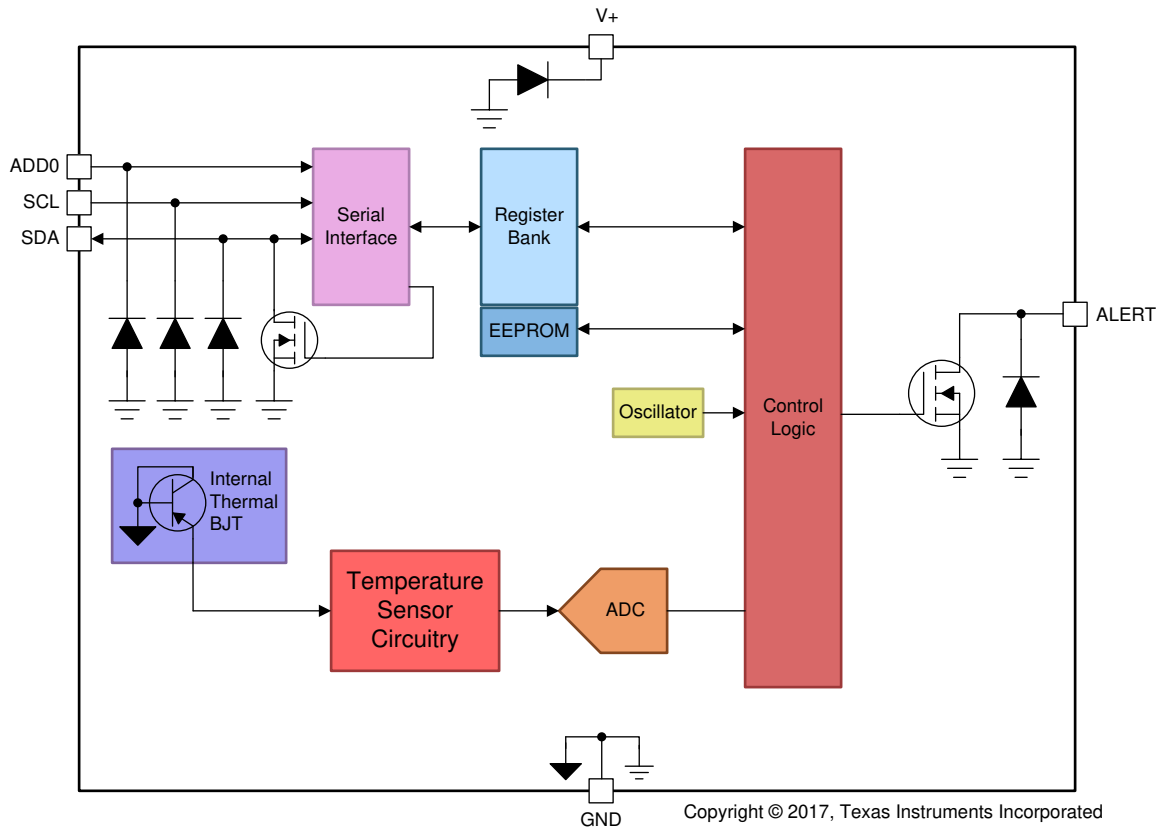 V+
ADD0
SCL
SDA
Serial
Interface
Register
Bank
EEPROM
Oscillator
Control
Logic
ALERT
Internal
Thermal
BJT
Temperature
Sensor
Circuitry
ADC
GND
Copyright © 2017, Texas Instruments Incorporated